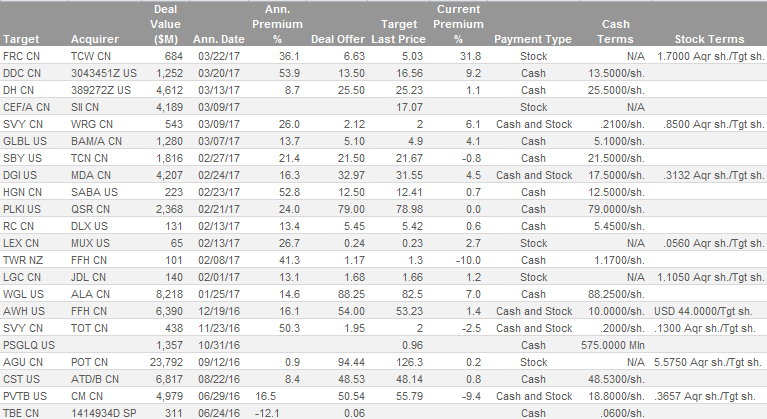 Target Acquirer Deal Value ($M) Ann. Date Ann. Premium % Deal Offer Target Last Price Current Premium % Payment Type Cash Terms Stock Terms
FRC CN TCW CN 684 03/22/17 36.1 6.63 5.03 31.8 Stock N/A 1.7000 Aqr sh./Tgt sh.
DDC CN 3043451Z US 1,252 03/20/17 53.9 13.50 16.56 9.2 Cash 13.5000/sh.
DH CN 389272Z US 4,612 03/13/17 8.7 25.50 25.23 1.1 Cash 25.5000/sh.
CEF/A CN SII CN 4,189 03/09/17 17.07 Stock N/A
SVY CN WRG CN 543 03/09/17 26.0 2.12 2 6.1 Cash and Stock .2100/sh. .8500 Aqr sh./Tgt sh.
GLBL US BAM/A CN 1,280 03/07/17 13.7 5.10 4.9 4.1 Cash 5.1000/sh.
SBY US TCN CN 1,816 02/27/17 21.4 21.50 21.67 -0.8 Cash 21.5000/sh.
DGI US MDA CN 4,207 02/24/17 16.3 32.97 31.55 4.5 Cash and Stock 17.5000/sh. .3132 Aqr sh./Tgt sh.
HGN CN SABA US 223 02/23/17 52.8 12.50 12.41 0.7 Cash 12.5000/sh.
PLKI US QSR CN 2,368 02/21/17 24.0 79.00 78.98 0.0 Cash 79.0000/sh.
RC CN DLX US 131 02/13/17 13.4 5.45 5.42 0.6 Cash 5.4500/sh.
LEX CN MUX US 65 02/13/17 26.7 0.24 0.23 2.7 Stock N/A .0560 Aqr sh./Tgt sh.
TWR NZ FFH CN 101 02/08/17 41.3 1.17 1.3 -10.0 Cash 1.1700/sh.
LGC CN JDL CN 140 02/01/17 13.1 1.68 1.66 1.2 Stock N/A 1.1050 Aqr sh./Tgt sh.
WGL US ALA CN 8,218 01/25/17 14.6 88.25 82.5 7.0 Cash 88.2500/sh.
AWH US FFH CN 6,390 12/19/16 16.1 54.00 53.23 1.4 Cash and Stock 10.0000/sh. USD 44.0000/Tgt sh.
SVY CN TOT CN 438 11/23/16 50.3 1.95 2 -2.5 Cash and Stock .2000/sh. .1300 Aqr sh./Tgt sh.
PSGLQ US 1,357 10/31/16 0.96 Cash 575.0000 Mln
AGU CN POT CN 23,792 09/12/16 0.9 94.44 126.3 0.2 Stock N/A 5.5750 Aqr sh./Tgt sh.
CST US ATD/B CN 6,817 08/22/16 8.4 48.53 48.14 0.8 Cash 48.5300/sh.
PVTB US CM CN 4,979 06/29/16 16.5 50.54 55.79 -9.4 Cash and Stock 18.8000/sh. .3657 Aqr sh./Tgt sh.
TBE CN 1414934D SP 311 06/24/16 -12.1 0.06 Cash .0600/sh.